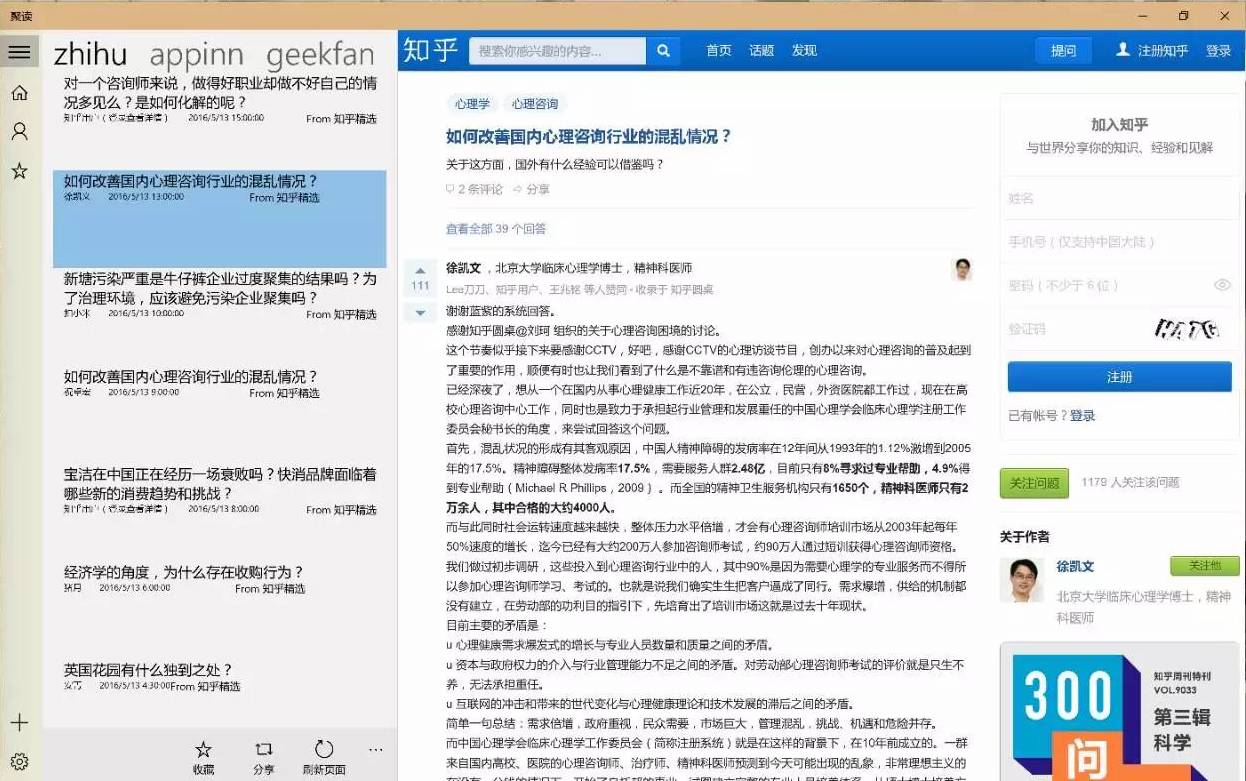 聚读
zhihu appinn geekfan
对一个咨询师来说，做得好职业却做不好自己的情
况多见么？是如何化解的呢？
2016/5/13 15:00:00 From 知乎精选
如何改善国内心理咨询行业的混乱情况？
徐凯文 2016/5/13 13:00:00 From 知乎精选
新塘污染严重是牛仔裤企业过度聚集的结果吗？为
了治理环境，应该避免污染企业聚集吗？
2016/5/13 10:00:00 From 知乎精选
如何改善国内心理咨询行业的混乱情况？
祝卓宏 2016/5/13 9:00:00 From 知乎精选
宝洁在中国正在经历一场衰败吗？快消品牌面临着
哪些新的消费趋势和挑战？
2016/5/13 8:00:00 From 知乎精选
经济学的角度，为什么存在收购行为？
2016/5/13 6:00:00 From 知乎精选
英国花园有什么独到之处？
2016/5/13 4:30:00From 知乎精选
收藏 分享 刷新页面
知乎 搜索你感兴趣的内容... 首页 话题 发现 提问 注册知乎 登录
心理学 心理咨询
如何改善国内心理咨询行业的混乱情况？
关于这方面，国外有什么经验可以借鉴吗？
2 条评论 分享
查看全部 39 个回答
111
徐凯文，北京大学临床心理学博士，精神科医师
Lee刀刀、知乎用户、王兆铭 等人赞同 · 收录于 知乎圆桌
谢谢蓝紫的系统回答。
感谢知乎圆桌@刘珂 组织的关于心理咨询困境的讨论。
这个节奏似乎接下来要感谢CCTV，好吧，感谢CCTV的心理访谈节目，创办以来对心理咨询的普及起到
了重要的作用，顺便有时也让我们看到了什么是不靠谱和有违咨询伦理的心理咨询。
已经深夜了，想从一个在国内从事心理健康工作近20年，在公立，民营，外资医院都工作过，现在在高
校心理咨询中心工作，同时也是致力于承担起行业管理和发展重任的中国心理学会临床心理学注册工作
委员会秘书长的角度，来尝试回答这个问题。
首先，混乱状况的形成有其客观原因，中国人精神障碍的发病率在12年间从1993年的1.12%激增到2005
年的17.5%。精神障碍整体发病率17.5%，需要服务人群2.48亿，目前只有8%寻求过专业帮助，4.9%得
到专业帮助（Michael R Phillips，2009）。而全国的精神卫生服务机构只有1650个，精神科医师只有2
万余人，其中合格的大约4000人。
而与此同时社会运转速度越来越快，整体压力水平倍增，才会有心理咨询师培训市场从2003年起每年
50%速度的增长，迄今已经有大约200万人参加咨询师考试，约90万人通过短训获得心理咨询师资格。
我们做过初步调研，这些投入到心理咨询行业中的人，其中90%是因为需要心理学的专业服务而不得所
以参加心理咨询师学习、考试的。也就是说我们确实生生把客户逼成了同行。需求爆增，供给的机制都
没有建立，在劳动部的功利目的指引下，先培育出了培训市场这就是过去十年现状。
目前主要的矛盾是：
u 心理健康需求爆发式的增长与专业人员数量和质量之间的矛盾。
u 资本与政府权力的介入与行业管理能力不足之间的矛盾。对劳动部心理咨询师考试的评价就是只生不
养，无法承担重任。
u 互联网的冲击和带来的世代变化与心理健康理论和技术发展的滞后之间的矛盾。
简单一句总结：需求倍增，政府重视，民众需要，市场巨大，管理混乱，挑战、机遇和危险并存。
而中国心理学会临床心理学工作委员会（简称注册系统）就是在这样的背景下，在10年前成立的。一群
来自国内高校、医院的心理咨询师、治疗师、精神科医师预测到今天可能出现的乱象，非常理想主义的
加入知乎
与世界分享你的知识、经验和见解
姓名
手机号（仅支持中国大陆）
密码（不少于 6 位）
验证码
注册
已有帐号？登录
关注问题 1179 人关注该问题
关于作者
徐凯文 关注他
北京大学临床心理学博士，精神
科医师
300
问
知乎周刊特刊
VOL.9033
第三辑
科学